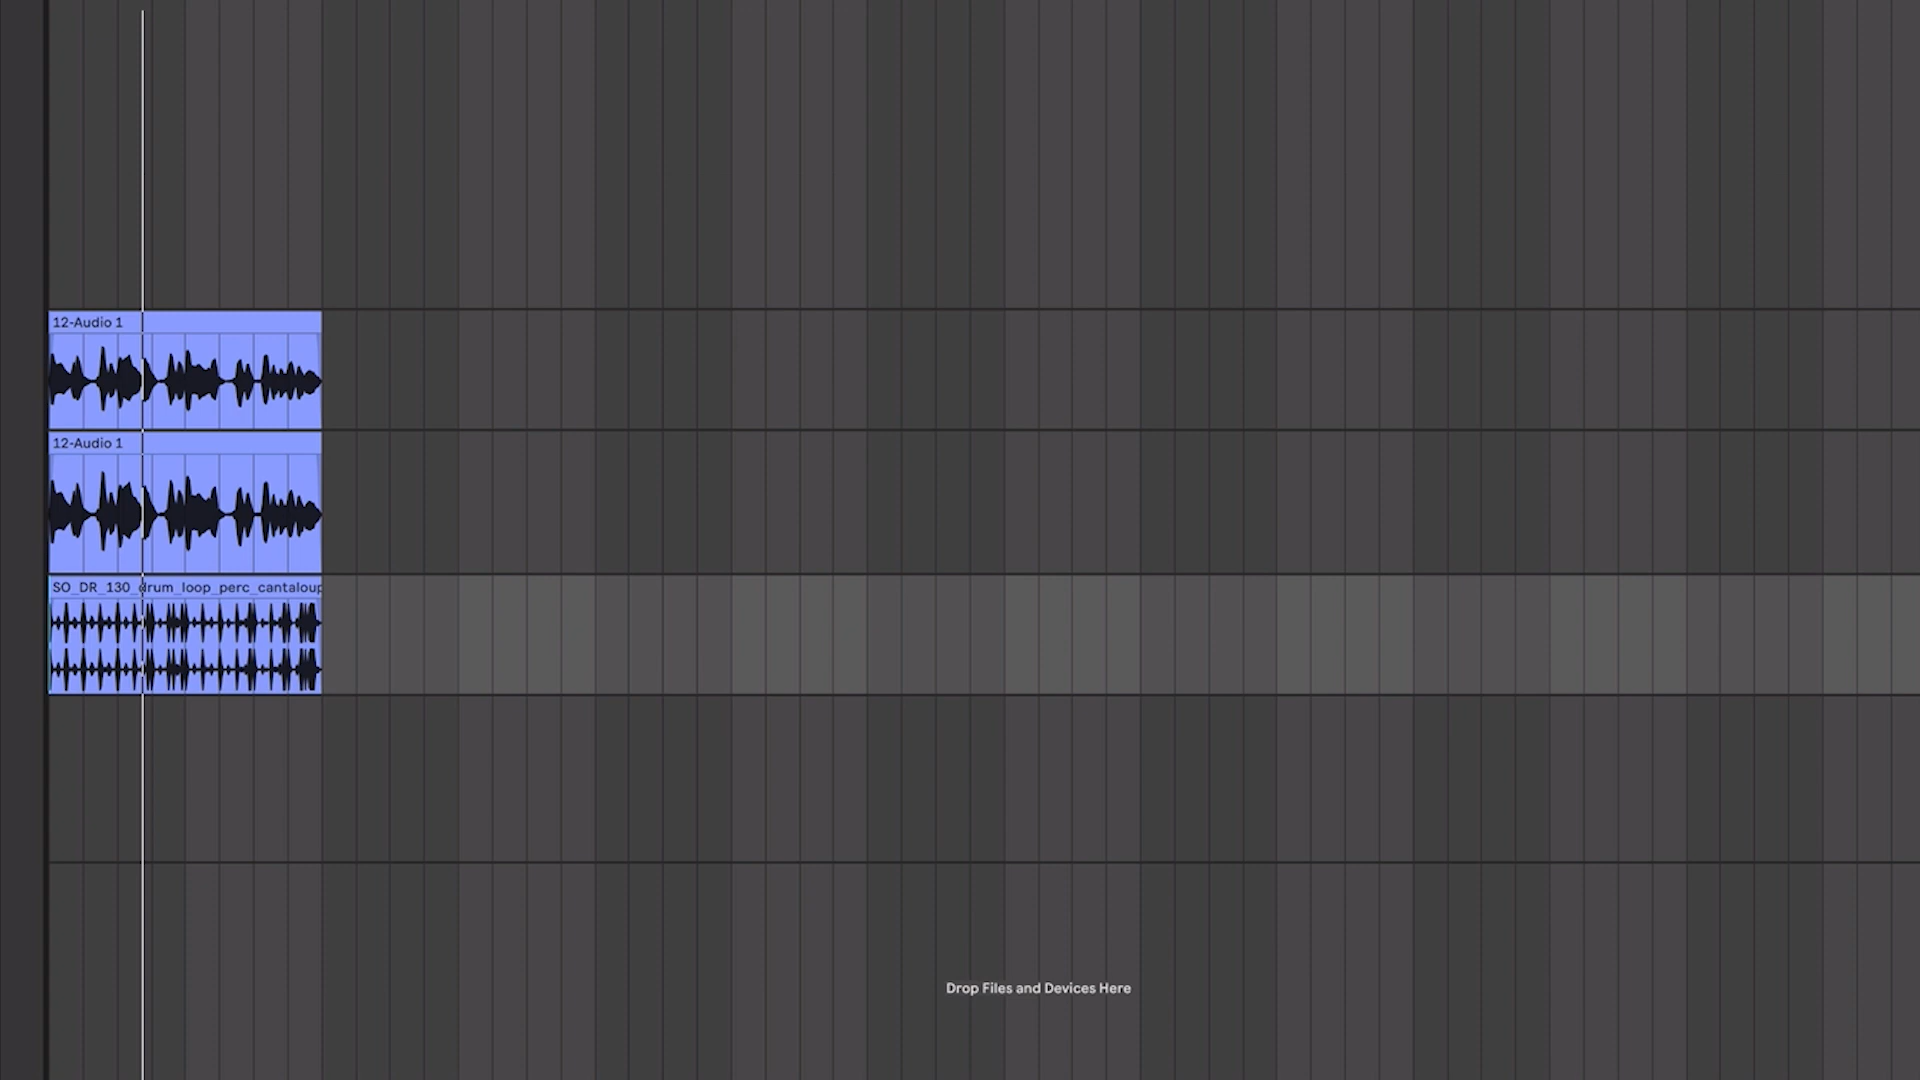 12-Audio 1
12-Audio 1
SO_DR_130_drum_loop_perc_cantaloup
Drop Files and Devices Here